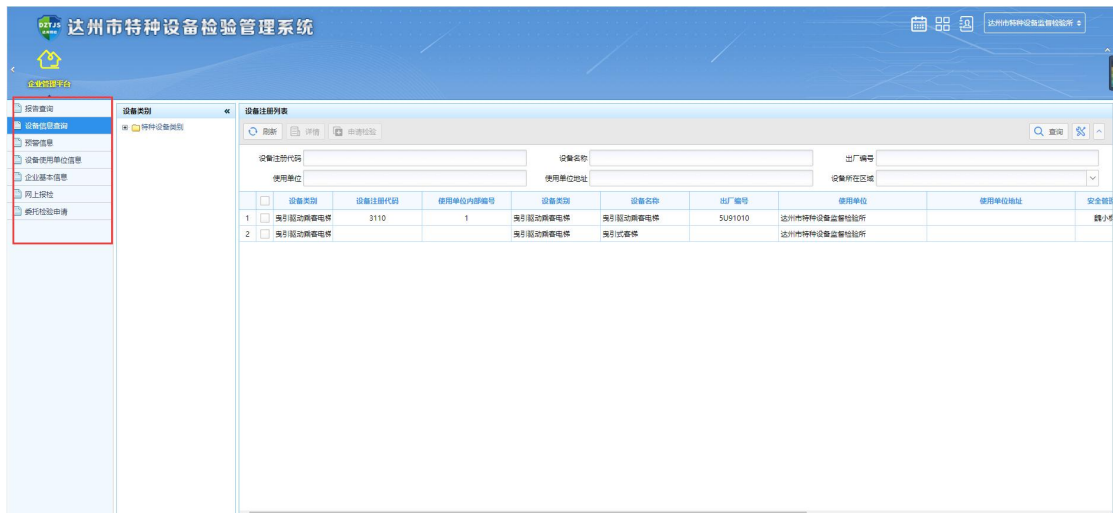 DZTJS 达州市特种设备检验管理系统
达州市特种设备监督检验所
企业管理平台
报告查询
设备信息查询
预警信息
设备使用单位信息
企业基本信息
网上报检
委托检验申请
设备类别 «
特种设备类别
设备注册列表
刷新 详情 申请检验 查询
设备注册代码 设备名称 出厂编号
使用单位 使用单位地址 设备所在区域
设备类别 设备注册代码 使用单位内部编号 设备类别 设备名称 出厂编号 使用单位 使用单位地址 安全管理
1 曳引驱动乘客电梯 3110 1 曳引驱动乘客电梯 曳引驱动乘客电梯 5U91010 达州市特种设备监督检验所 魏小
2 曳引驱动乘客电梯 曳引驱动乘客电梯 曳引式客梯 达州市特种设备监督检验所